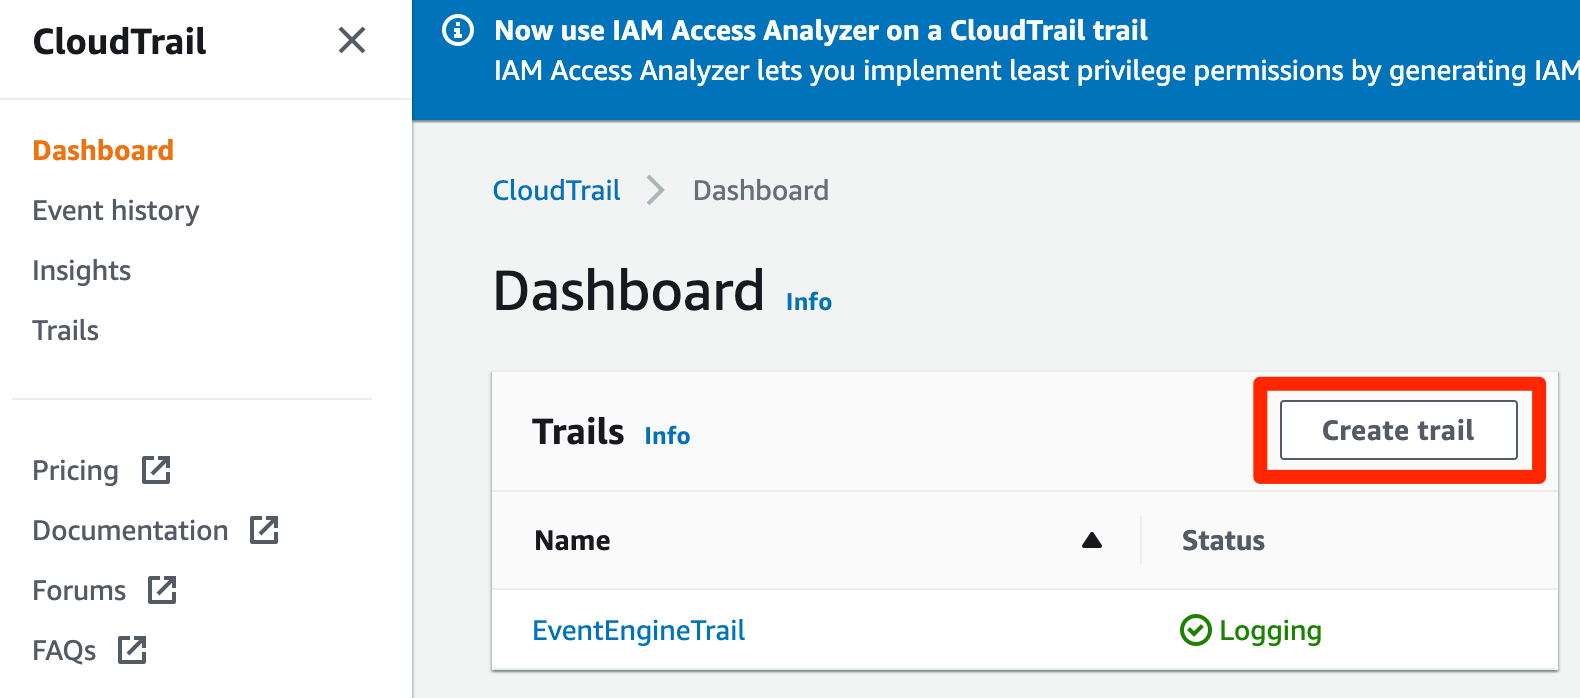 CloudTrail
Dashboard
Event history
Insights
Trails
Pricing
Documentation
Forums
FAQs
Now use IAM Access Analyzer on a CloudTrail trail
IAM Access Analyzer lets you implement least privilege permissions by generating IAM
CloudTrail Dashboard
Dashboard Info
Trails Info Create trail
Name Status
EventEngineTrail Logging